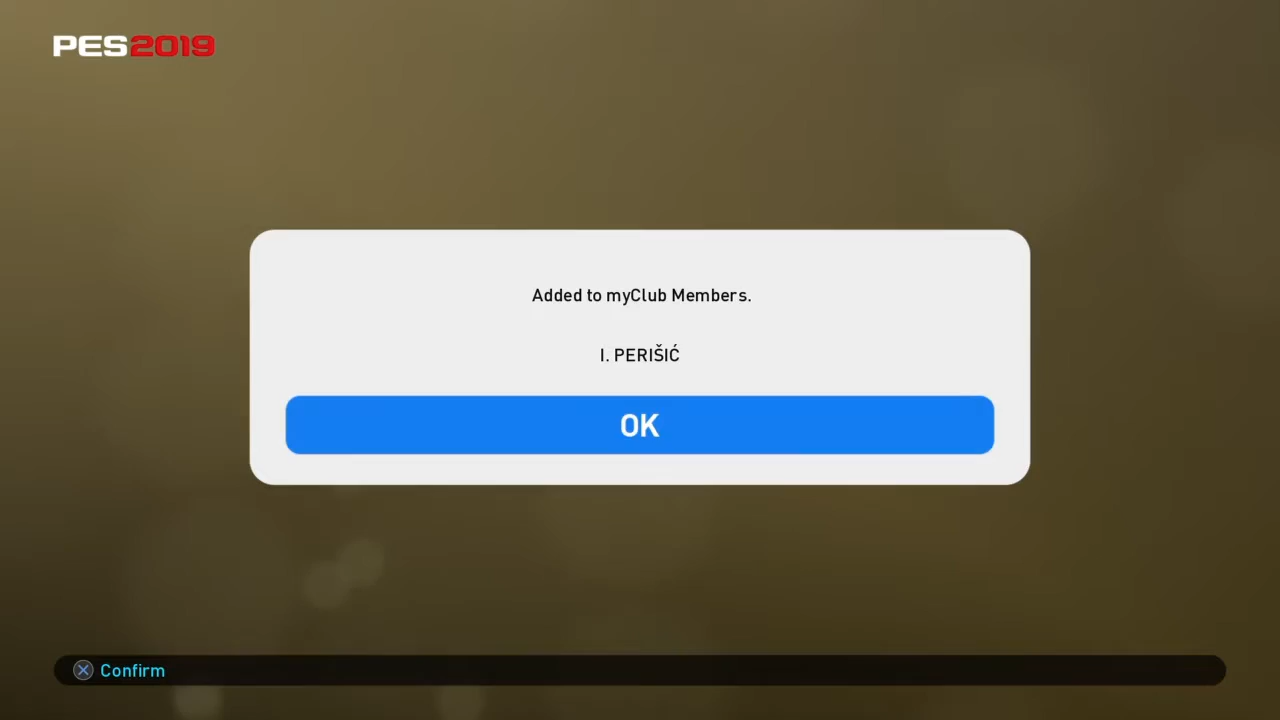 PES2019
Added to myClub Members.
I. PERIŠIĆ
OK
Confirm